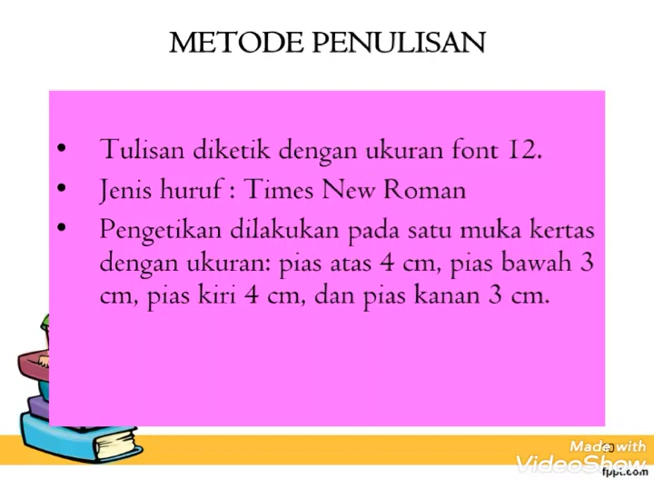 METODE PENULISAN
• Tulisan diketik dengan ukuran font 12.
• Jenis huruf : Times New Roman
• Pengetikan dilakukan pada satu muka kertas
dengan ukuran: pias atas 4 cm, pias bawah 3
cm, pias kiri 4 cm, dan pias kanan 3 cm.
Made with
VideoShow
fppt.com